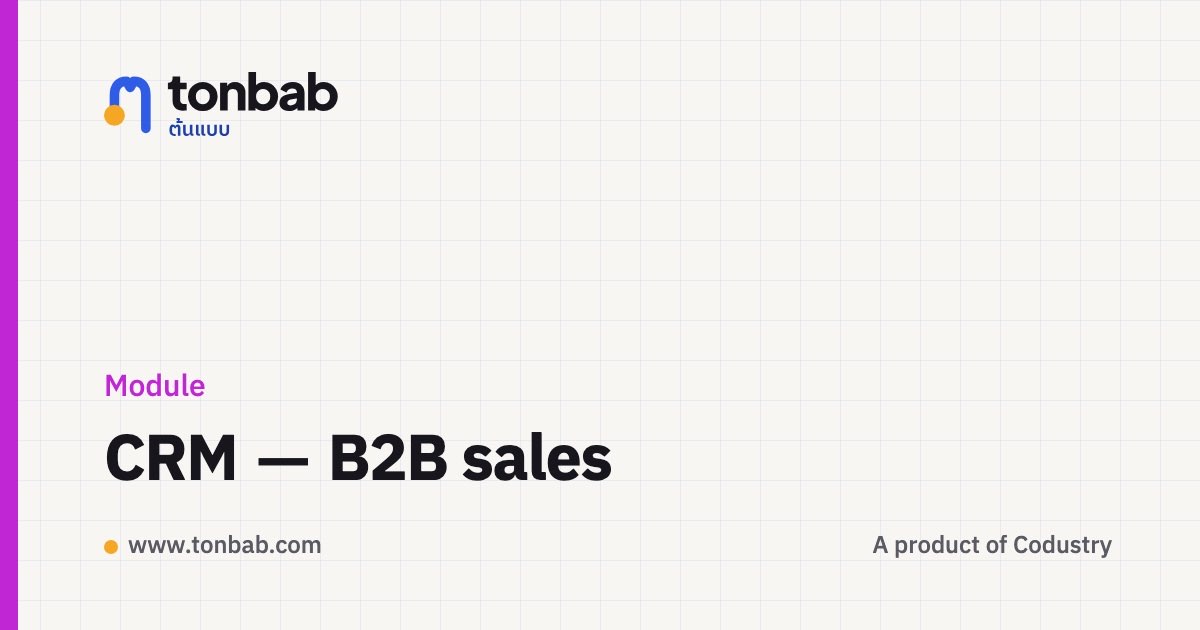 tonbab
ต้นแบบ
Module
CRM — B2B sales
www.tonbab.com
A product of Codustry